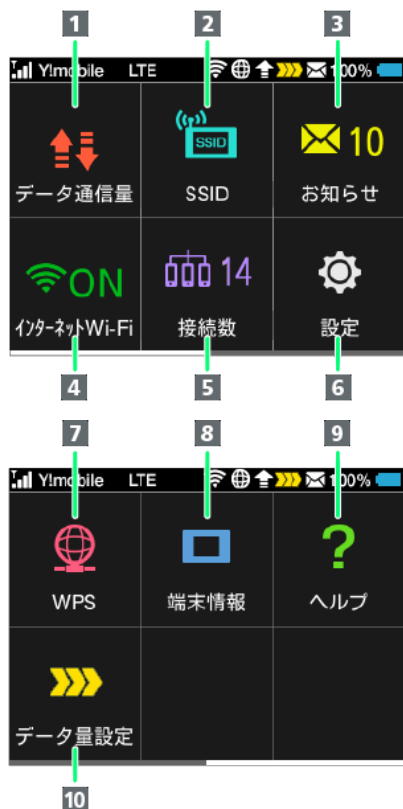 1 2 3
Y!mobile LTE 100%
SSID 10
データ通信量 SSID お知らせ
ON 14
インターネットWi-Fi 接続数 設定
4 5 6
7 8 9
Y!mobile LTE 100%
?
WPS 端末情報 ヘルプ
データ量設定
10